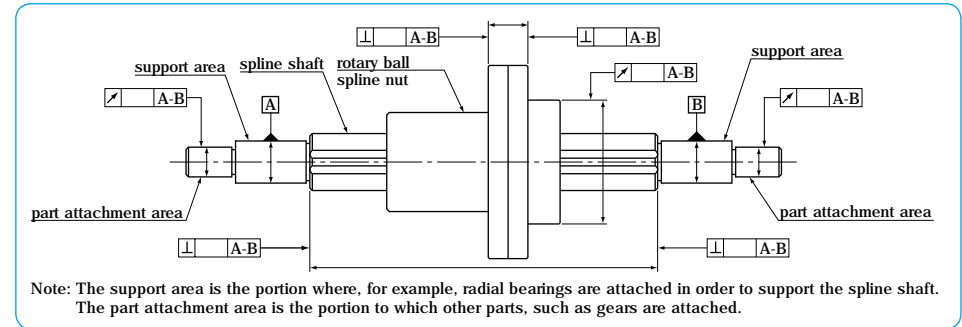 ⊥ A-B
⊥ A-B
support area
spline shaft
rotary ball
spline nut
support area
↗ A-B
↗ A-B
A
B
↗ A-B
part attachment area
part attachment area
⊥ A-B
⊥ A-B
Note: The support area is the portion where, for example, radial bearings are attached in order to support the spline shaft.
The part attachment area is the portion to which other parts, such as gears are attached.